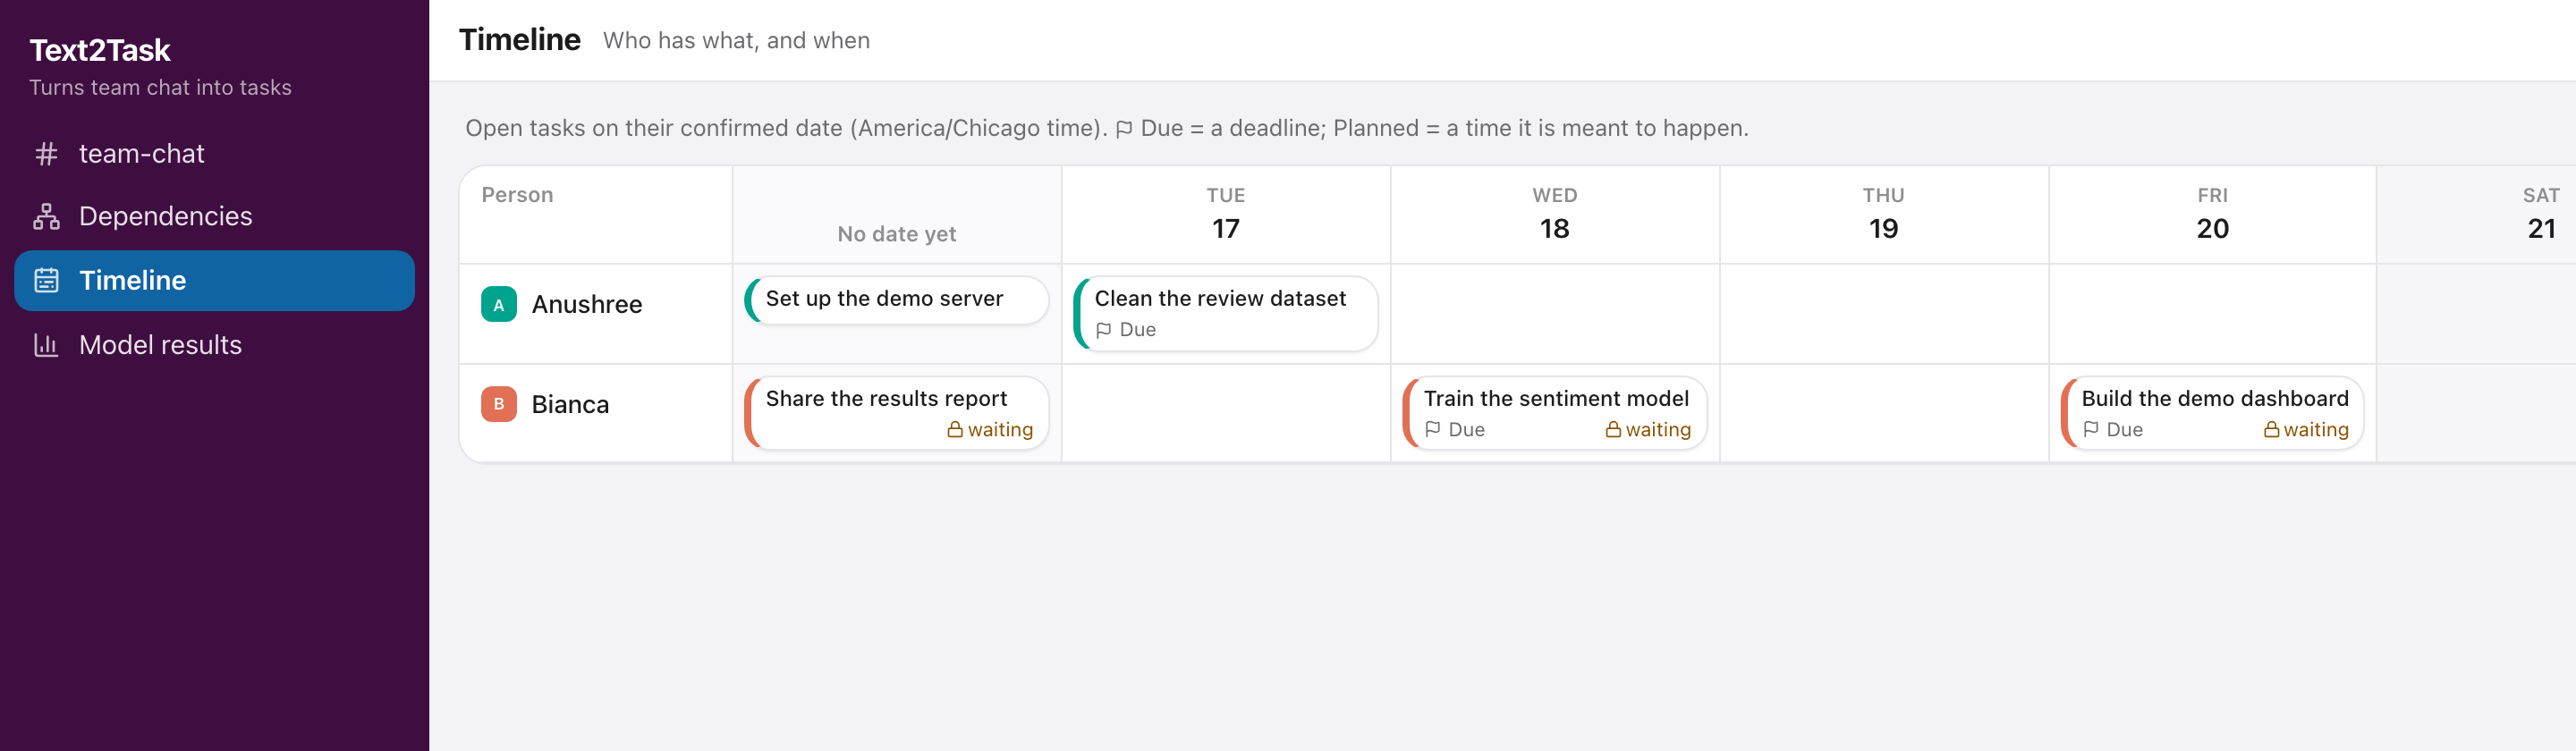 Text2Task
Turns team chat into tasks
team-chat
Dependencies
Timeline
Model results
Timeline Who has what, and when
Open tasks on their confirmed date (America/Chicago time). Due = a deadline; Planned = a time it is meant to happen.
Person
No date yet
TUE
17
WED
18
THU
19
FRI
20
SAT
21
A Anushree
Set up the demo server
Clean the review dataset
Due
B Bianca
Share the results report
waiting
Train the sentiment model
Due waiting
Build the demo dashboard
Due waiting